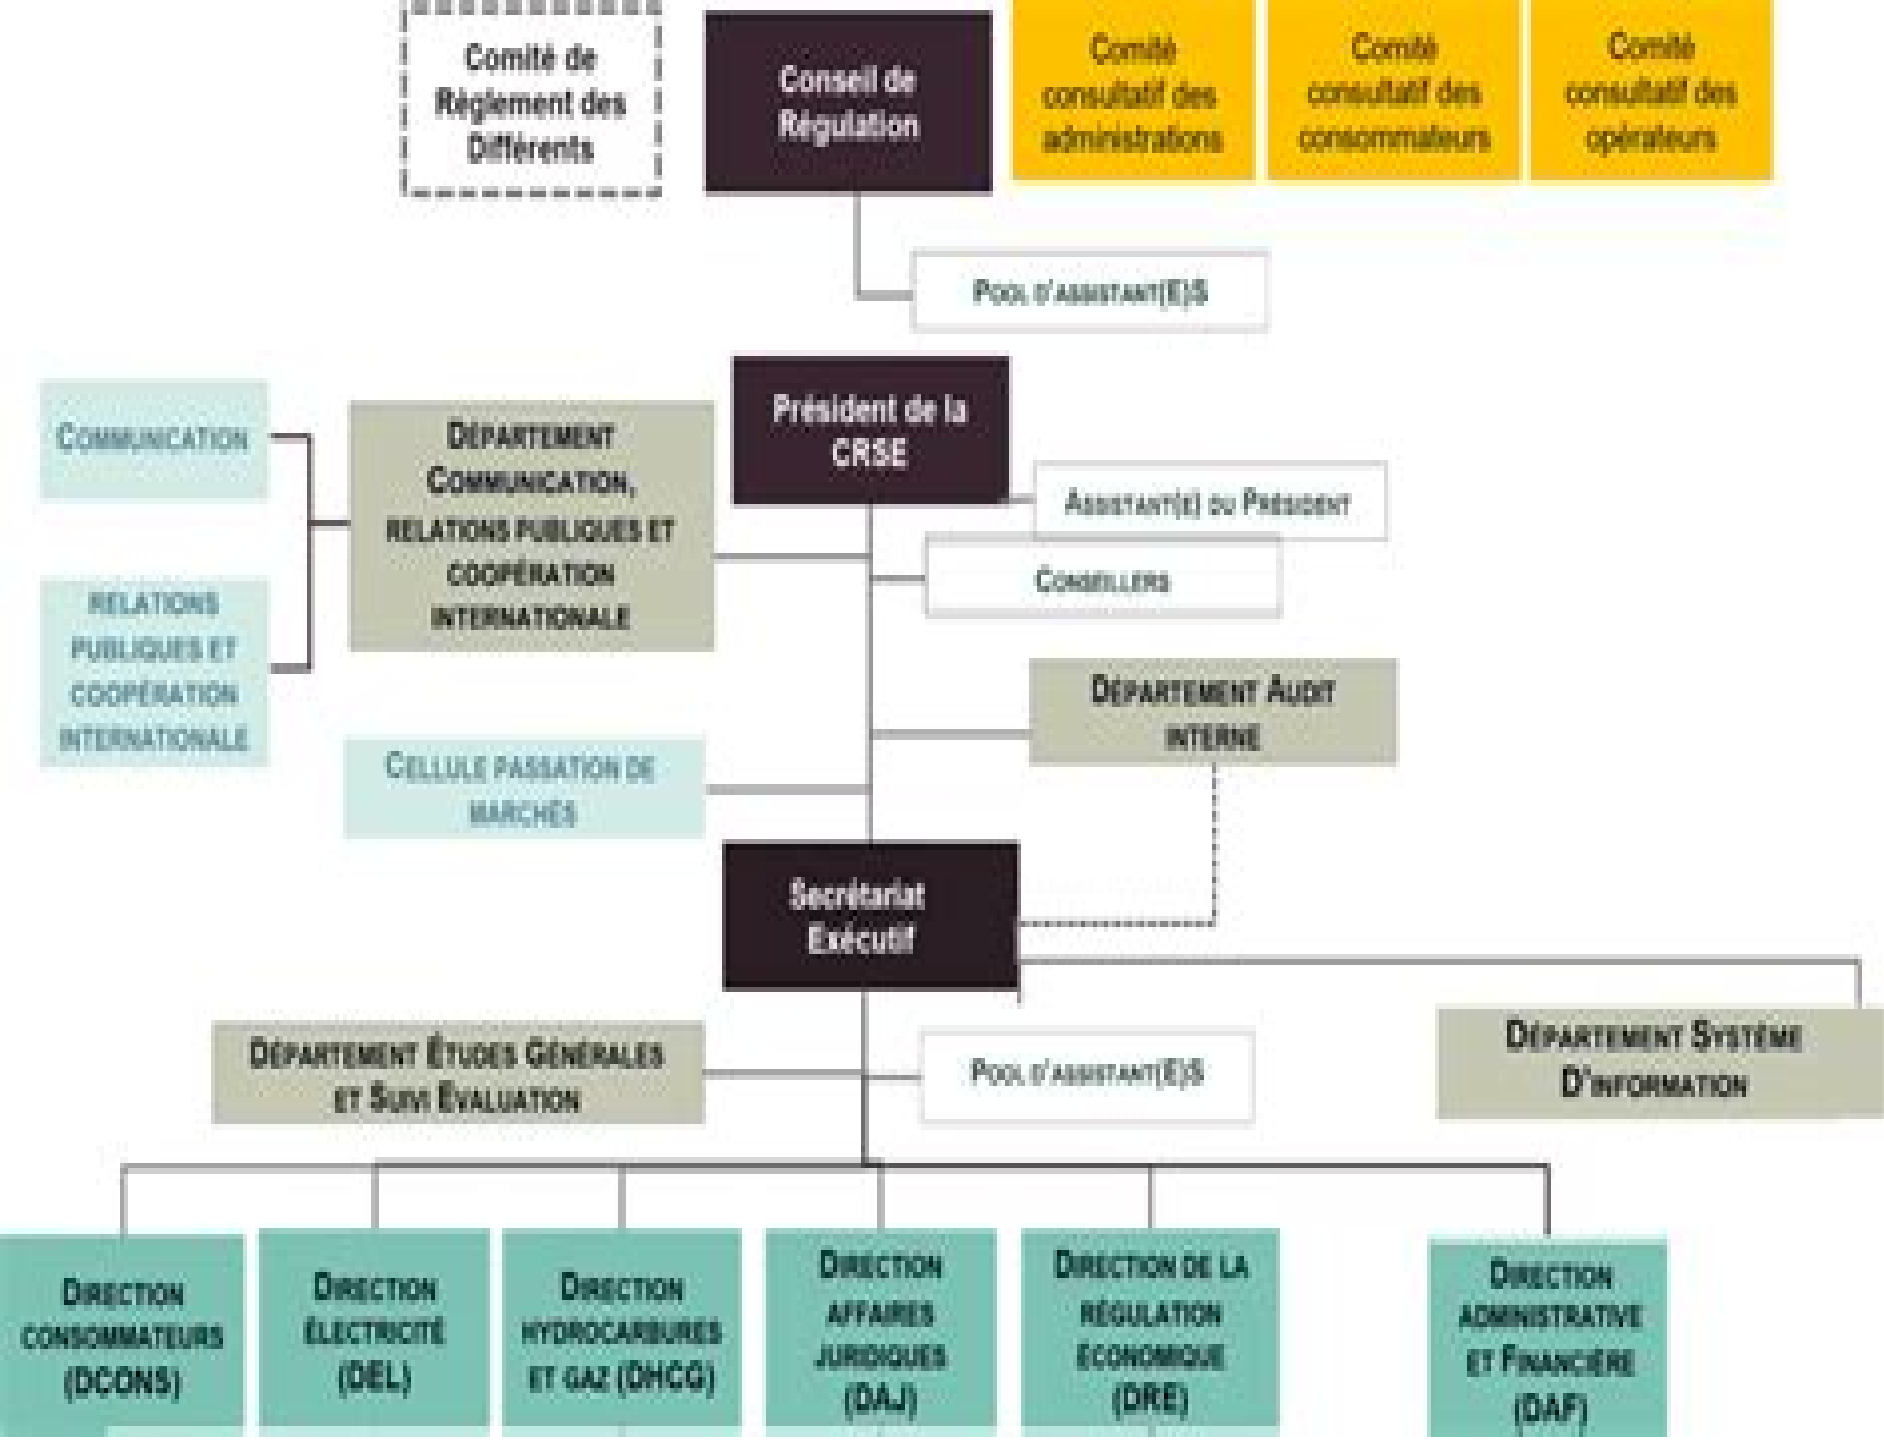 Comité de
Règlement des
Différents
Conseil de
Régulation
Comité
consultatif des
administrations
Comité
consultatif des
consommateurs
Comité
consultatif des
opérateurs
POOL D'ASSISTANT(E)S
COMMUNICATION
RELATIONS
PUBLIQUES ET
COOPÉRATION
INTERNATIONALE
DÉPARTEMENT
COMMUNICATION,
RELATIONS PUBLIQUES ET
COOPÉRATION
INTERNATIONALE
Président de la
CRSE
ASSISTANT(E) DU PRÉSIDENT
CONSEILLERS
DÉPARTEMENT AUDIT
INTERNE
CELLULE PASSATION DE
MARCHÉS
Secrétariat
Exécutif
DÉPARTEMENT ÉTUDES GÉNÉRALES
ET SUIVI EVALUATION
POOL D'ASSISTANT(E)S
DÉPARTEMENT SYSTÈME
D'INFORMATION
DIRECTION
CONSOMMATEURS
(DCONS)
DIRECTION
ÉLECTRICITÉ
(DEL)
DIRECTION
HYDROCARBURES
ET GAZ (DHCG)
DIRECTION
AFFAIRES
JURIDIQUES
(DAJ)
DIRECTION DE LA
RÉGULATION
ÉCONOMIQUE
(DRE)
DIRECTION
ADMINISTRATIVE
ET FINANCIÈRE
(DAF)